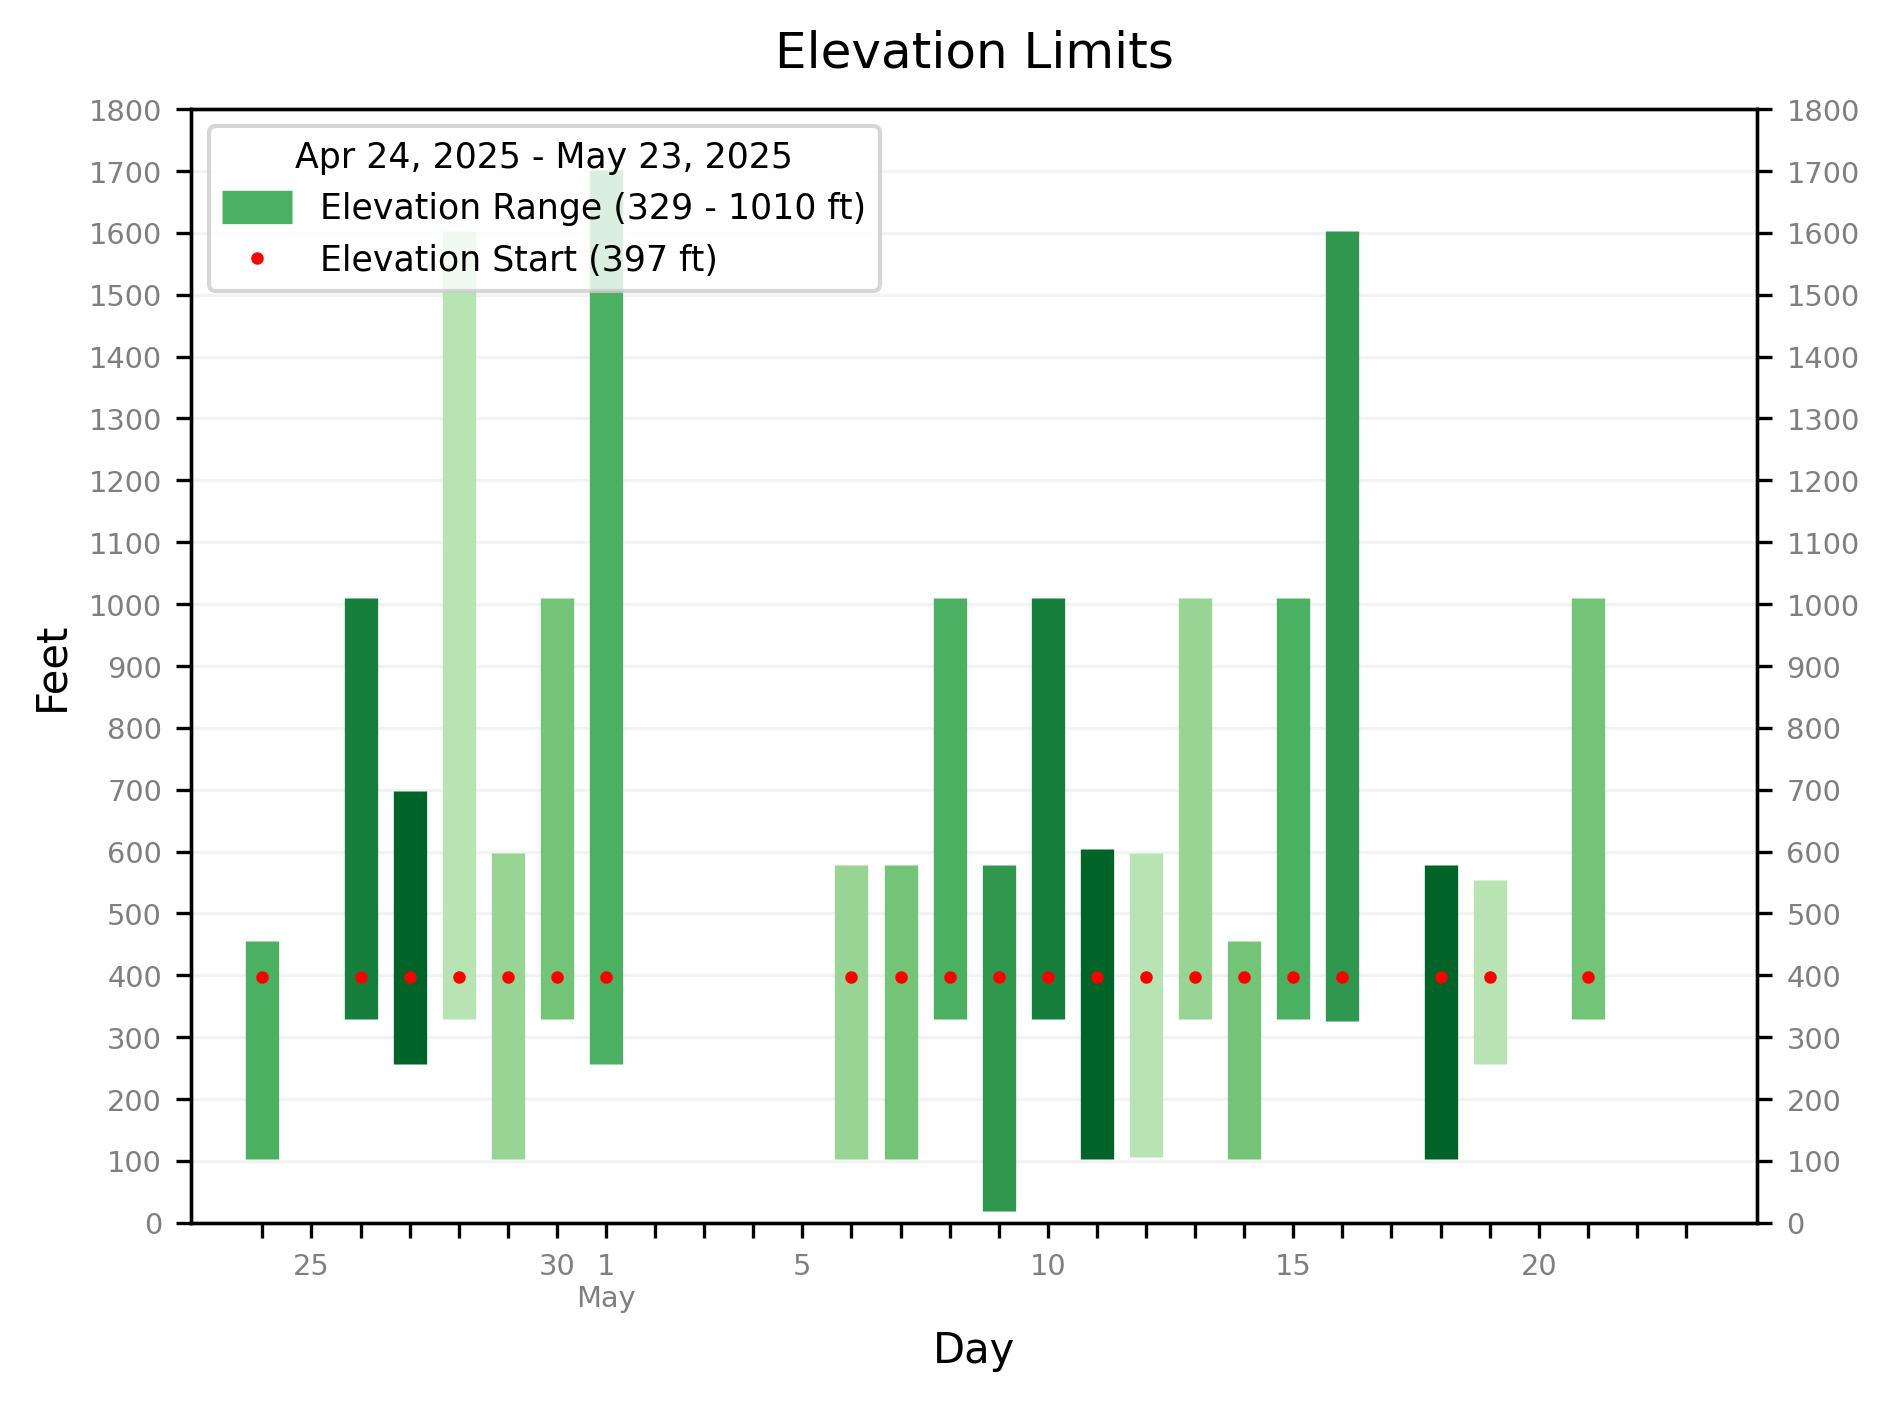 Elevation Limits
Apr 24, 2025 - May 23, 2025
Elevation Range (329 - 1010 ft)
Elevation Start (397 ft)
1800 1800
1700 1700
1600 1600
1500 1500
1400 1400
1300 1300
1200 1200
1100 1100
1000 1000
900 900
800 800
700 700
600 600
500 500
400 400
300 300
200 200
100 100
0 0
Feet
25 30 1 5 10 15 20
May
Day